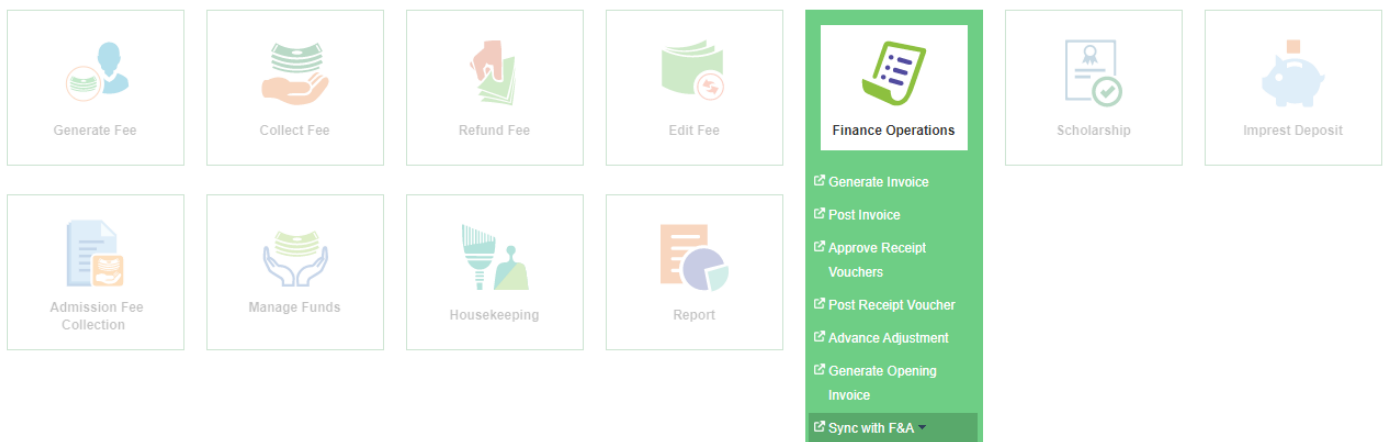 Generate Fee
Collect Fee
Refund Fee
Edit Fee
Finance Operations
Scholarship
Imprest Deposit
Generate Invoice
Post Invoice
Approve Receipt
Vouchers
Post Receipt Voucher
Advance Adjustment
Generate Opening
Invoice
Sync with F&A
Admission Fee
Collection
Manage Funds
Housekeeping
Report